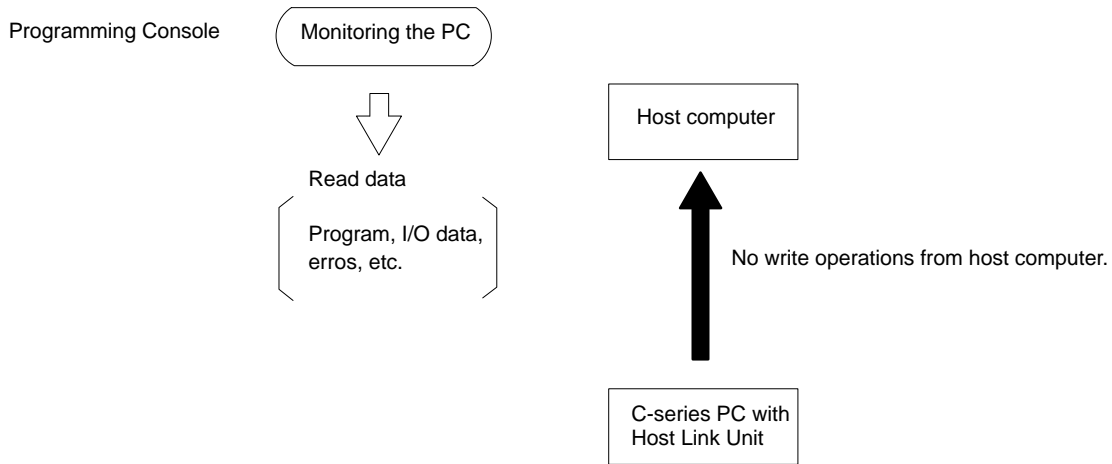 Programming Console
Monitoring the PC
Read data
Program, I/O data,
erros, etc.
Host computer
No write operations from host computer.
C-series PC with
Host Link Unit